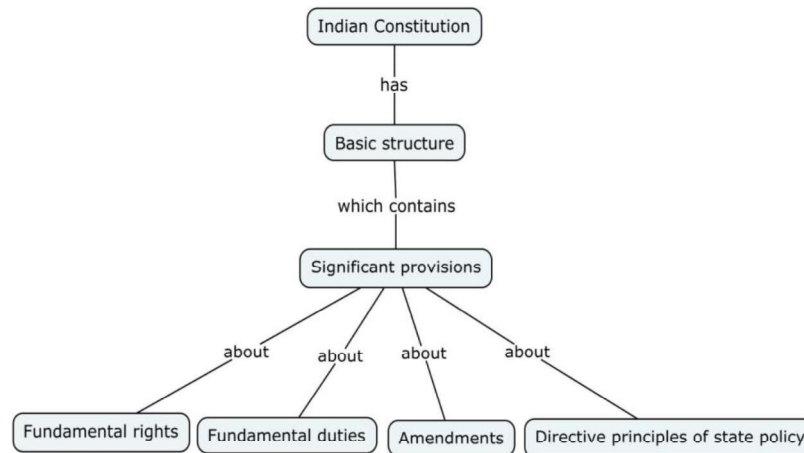 Indian Constitution
has
Basic structure
which contains
Significant provisions
about
about
about
about
Fundamental rights
Fundamental duties
Amendments
Directive principles of state policy